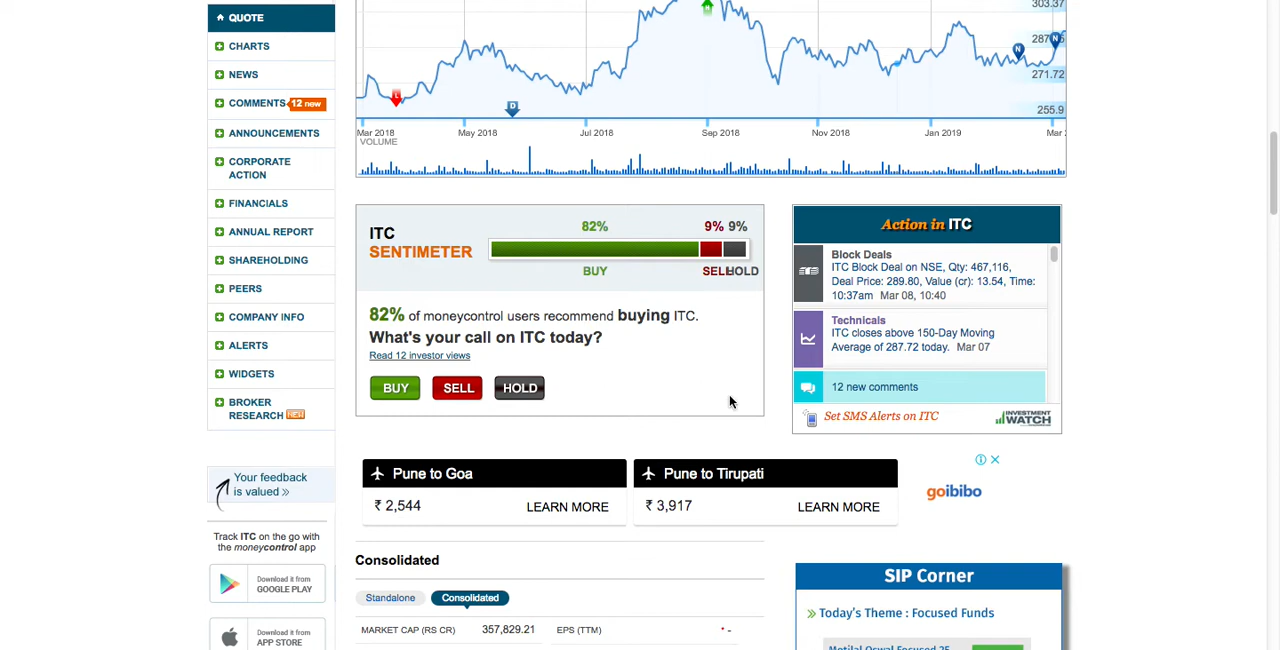 QUOTE
CHARTS
NEWS
COMMENTS 12 new
ANNOUNCEMENTS
CORPORATE
ACTION
FINANCIALS
ANNUAL REPORT
SHAREHOLDING
PEERS
COMPANY INFO
ALERTS
WIDGETS
BROKER
RESEARCH
Your feedback
is valued »
Track ITC on the go with
the moneycontrol app
Download it from
GOOGLE PLAY
Download it from
APP STORE
303.37
H
N
N
271.72
L
D
255.9
Mar 2018 May 2018 Jul 2018 Sep 2018 Nov 2018 Jan 2019 Mar
VOLUME
ITC
SENTIMETER
82% 9% 9%
BUY SELL HOLD
82% of moneycontrol users recommend buying ITC.
What's your call on ITC today?
Read 12 investor views
BUY SELL HOLD
Action in ITC
Block Deals
ITC Block Deal on NSE, Qty: 467,116,
Deal Price: 289.80, Value (cr): 13.54, Time:
10:37am Mar 08, 10:40
Technicals
ITC closes above 150-Day Moving
Average of 287.72 today. Mar 07
12 new comments
Set SMS Alerts on ITC INVESTMENT
WATCH
Pune to Goa
₹ 2,544 LEARN MORE
Pune to Tirupati
₹ 3,917 LEARN MORE
goibibo
Consolidated
Standalone Consolidated
MARKET CAP (RS CR) 357,829.21 EPS (TTM) * -
SIP Corner
» Today's Theme : Focused Funds
Motilal Oswal Focused 25